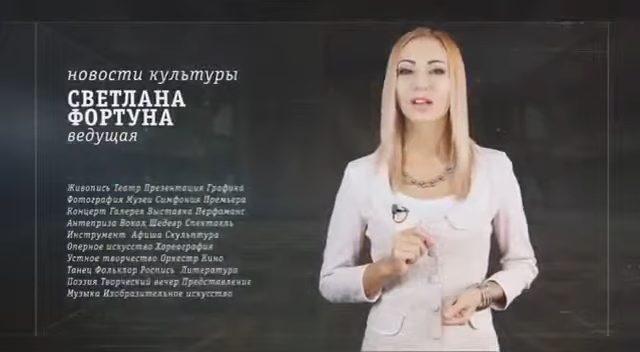 новости культуры
СВЕТЛАНА
ФОРТУНА
ведущая
Живопись Театр Презентация Графика
Фотография Музеи Симфония Премьера
Концерт Галерея Выставка Перфоманс
Антеприза Вокал Шедевр Спектакль
Инструмент Афиша Скульптура
Оперное искусство Хореография
Устное творчество Оркестр Кино
Танец Фольклор Роспись Литература
Поэзия Творческий вечер Представление
Музыка Изобразительное искусство